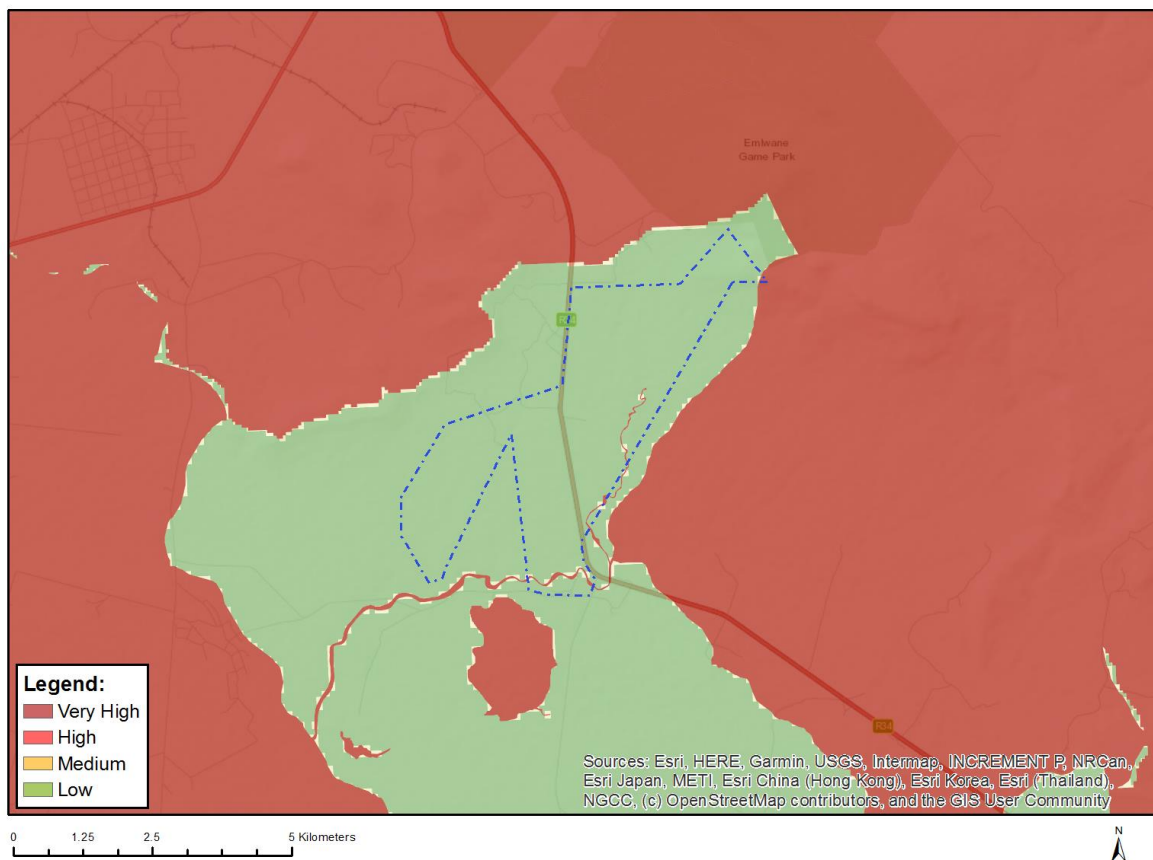 Emlwane
Game Park
R34
Legend:
Very High
High
Medium
Low
Sources: Esri, HERE, Garmin, USGS, Intermap, INCREMENT P, NRCan,
Esri Japan, METI, Esri China (Hong Kong), Esri Korea, Esri (Thailand),
NGCC, (c) OpenStreetMap contributors, and the GIS User Community
0 1.25 2.5 5 Kilometers
N